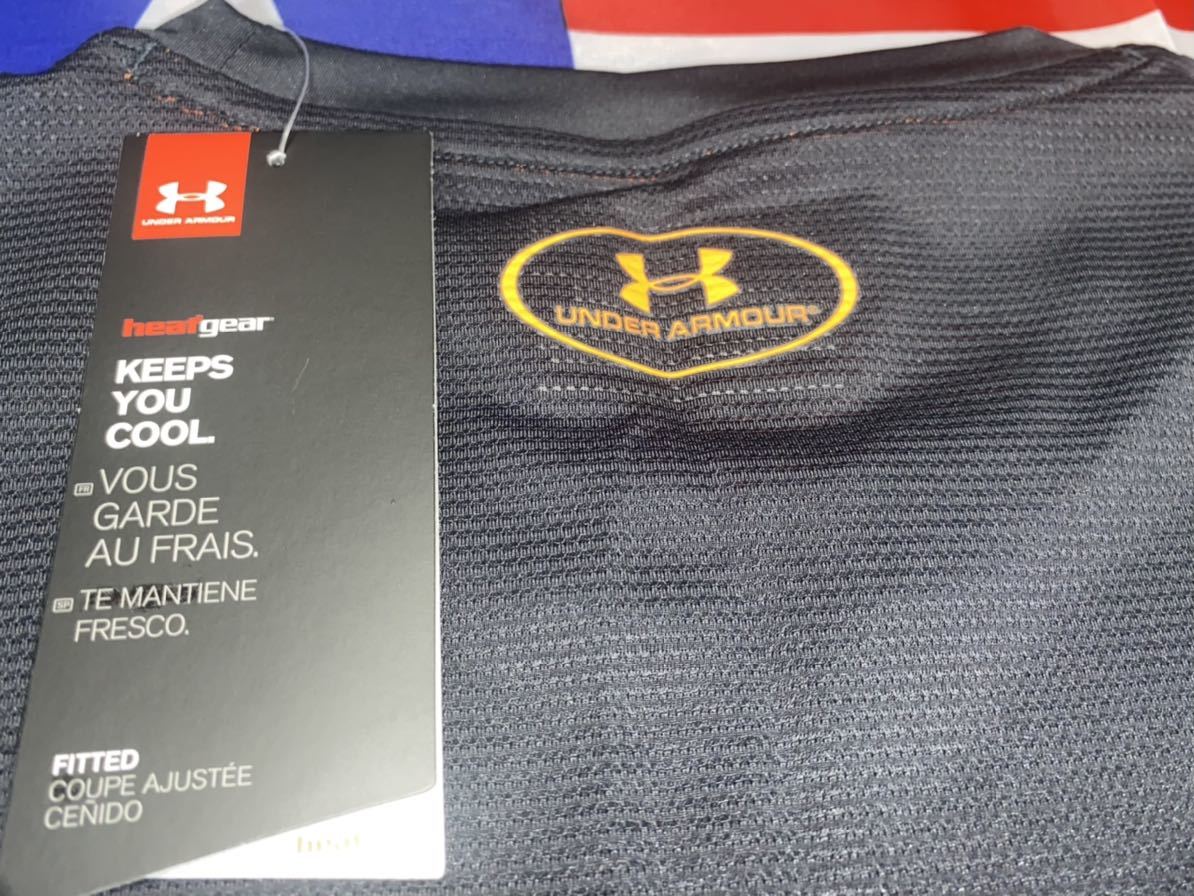 UNDER ARMOUR
heatgear
KEEPS
YOU
COOL.
FR VOUS
GARDE
AU FRAIS.
SP TE MANTIENE
FRESCO.
FITTED
COUPE AJUSTÉE
CEÑIDO
UNDER ARMOUR®